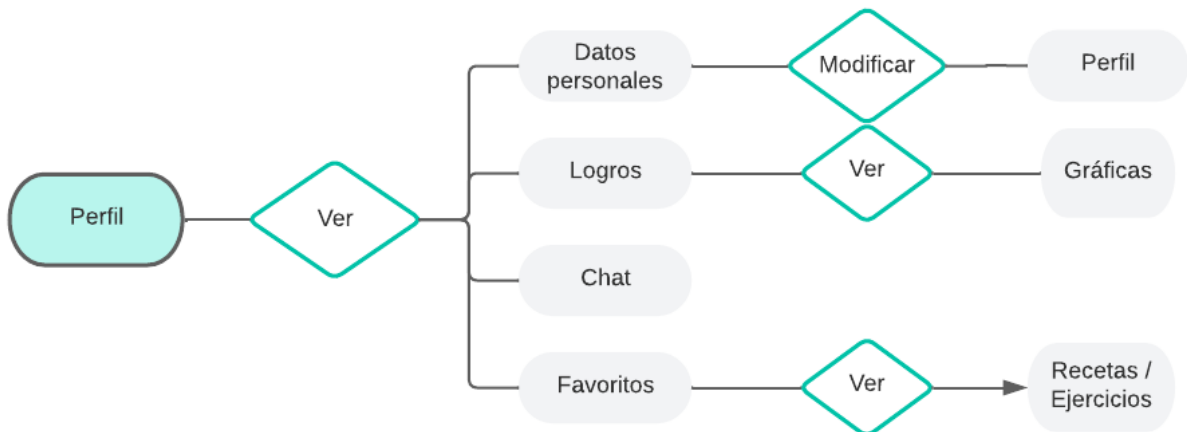 Perfil
Ver
Datos
personales
Modificar
Perfil
Logros
Ver
Gráficas
Chat
Favoritos
Ver
Recetas /
Ejercicios